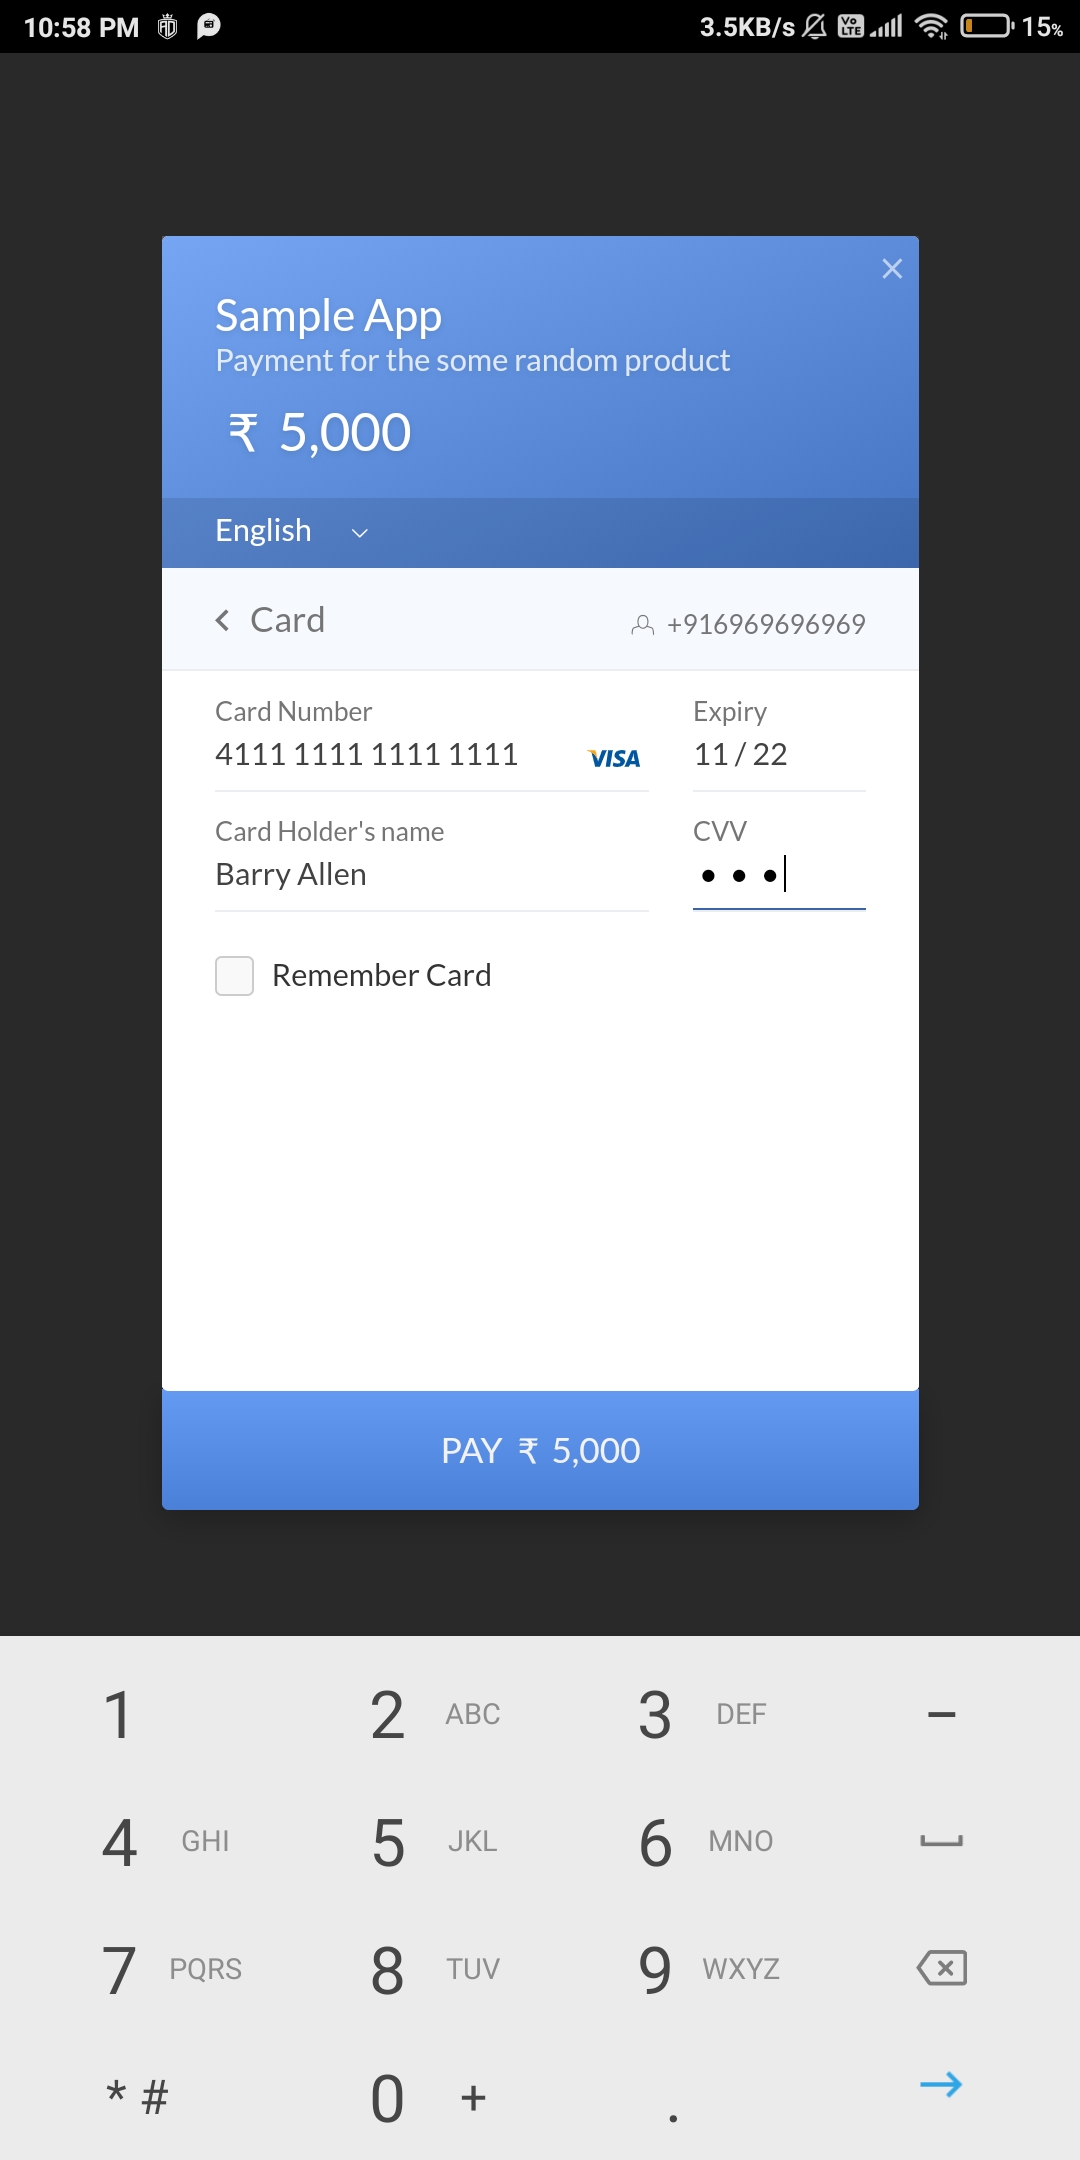 10:58 PM 3.5KB/s Vo LTE 15%
Sample App
Payment for the some random product
₹ 5,000
English
Card +916969696969
Card Number Expiry
4111 1111 1111 1111 VISA 11 / 22
Card Holder's name CVV
Barry Allen
Remember Card
PAY ₹ 5,000
1 2 ABC 3 DEF –
4 GHI 5 JKL 6 MNO
7 PQRS 8 TUV 9 WXYZ
* # 0 + .